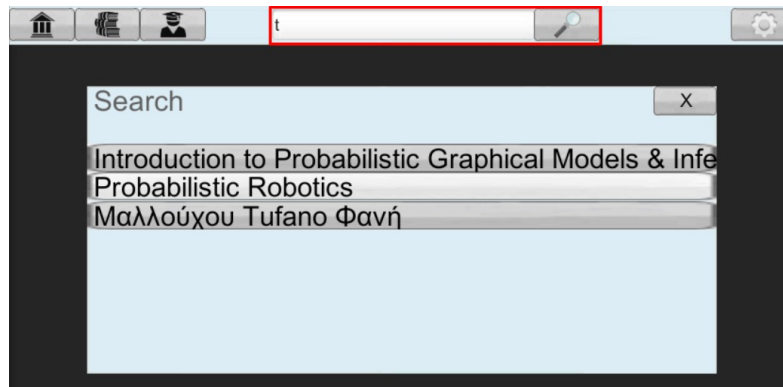 t
Search
X
Introduction to Probabilistic Graphical Models & Infe
Probabilistic Robotics
Μαλλούχου Tufano Φανή